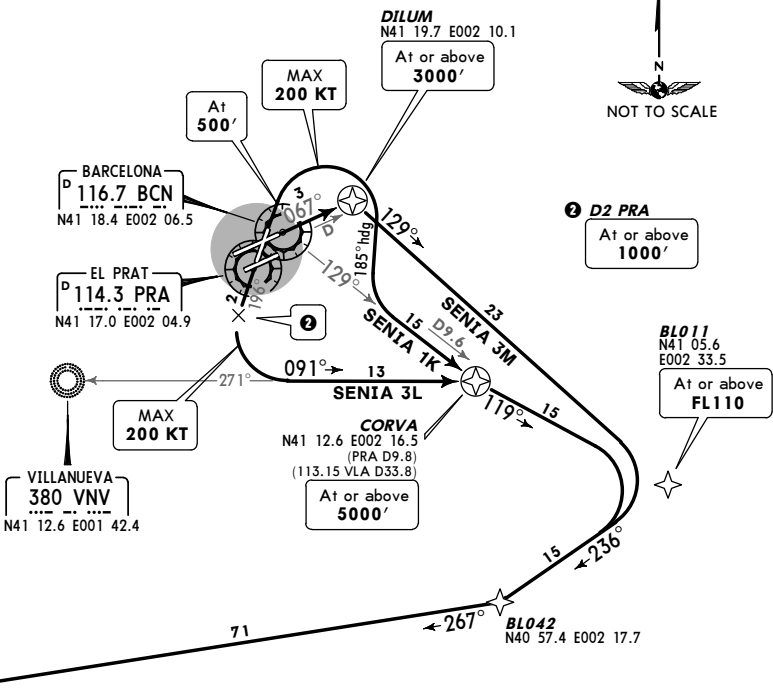 DILUM
N41 19.7 E002 10.1
At or above
3000′
MAX
200 KT
At
500′
N
NOT TO SCALE
BARCELONA
D 116.7 BCN
N41 18.4 E002 06.5
EL PRAT
D 114.3 PRA
N41 17.0 E002 04.9
3
067°
D
129°
185°hdg
129°
2
196°
❷
❷ D2 PRA
At or above
1000′
23
SENIA 3M
15
D9.6
SENIA 1K
BL011
N41 05.6
E002 33.5
At or above
FL110
271°
091°
13
SENIA 3L
MAX
200 KT
119°
15
CORVA
N41 12.6 E002 16.5
(PRA D9.8)
(113.15 VLA D33.8)
At or above
5000′
VILLANUEVA
380 VNV
N41 12.6 E001 42.4
15
236°
71
267°
BL042
N40 57.4 E002 17.7